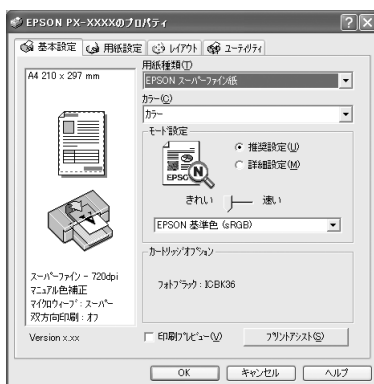 EPSON PX-XXXXのプロパティ
基本設定 用紙設定 レイアウト ユーティリティ
A4 210 x 297 mm
用紙種類(T)
EPSON スーパーファイン紙
カラー(C)
カラー
モード設定
推奨設定(U)
詳細設定(M)
EPSO
N
きれい 速い
EPSON 基準色 (sRGB)
カートリッジオプション
フォトブラック : ICBK36
スーパーファイン - 720dpi
マニュアル色補正
マイクロウィーブ : スーパー
双方向印刷 : オフ
Version x.xx
印刷プレビュー(V)
プリントアシスト(S)
OK キャンセル ヘルプ